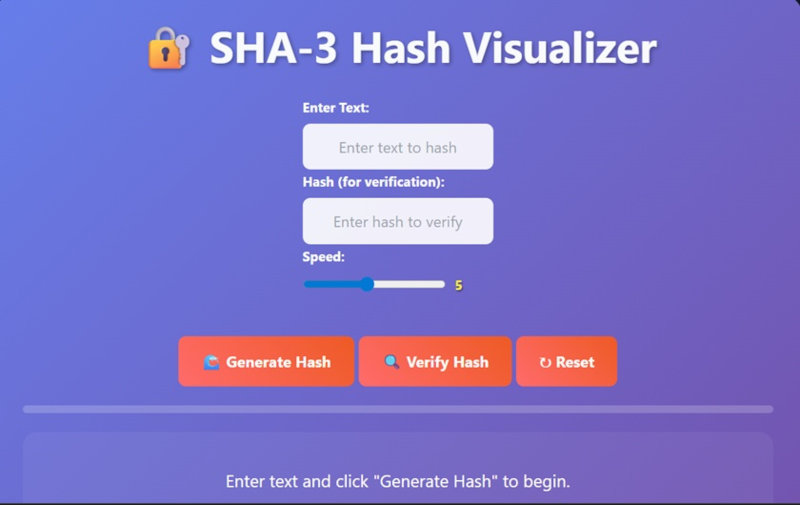 🔐 SHA-3 Hash Visualizer
Enter Text:
Enter text to hash
Hash (for verification):
Enter hash to verify
Speed:
5
🌊 Generate Hash
🔍 Verify Hash
↻ Reset
Enter text and click "Generate Hash" to begin.